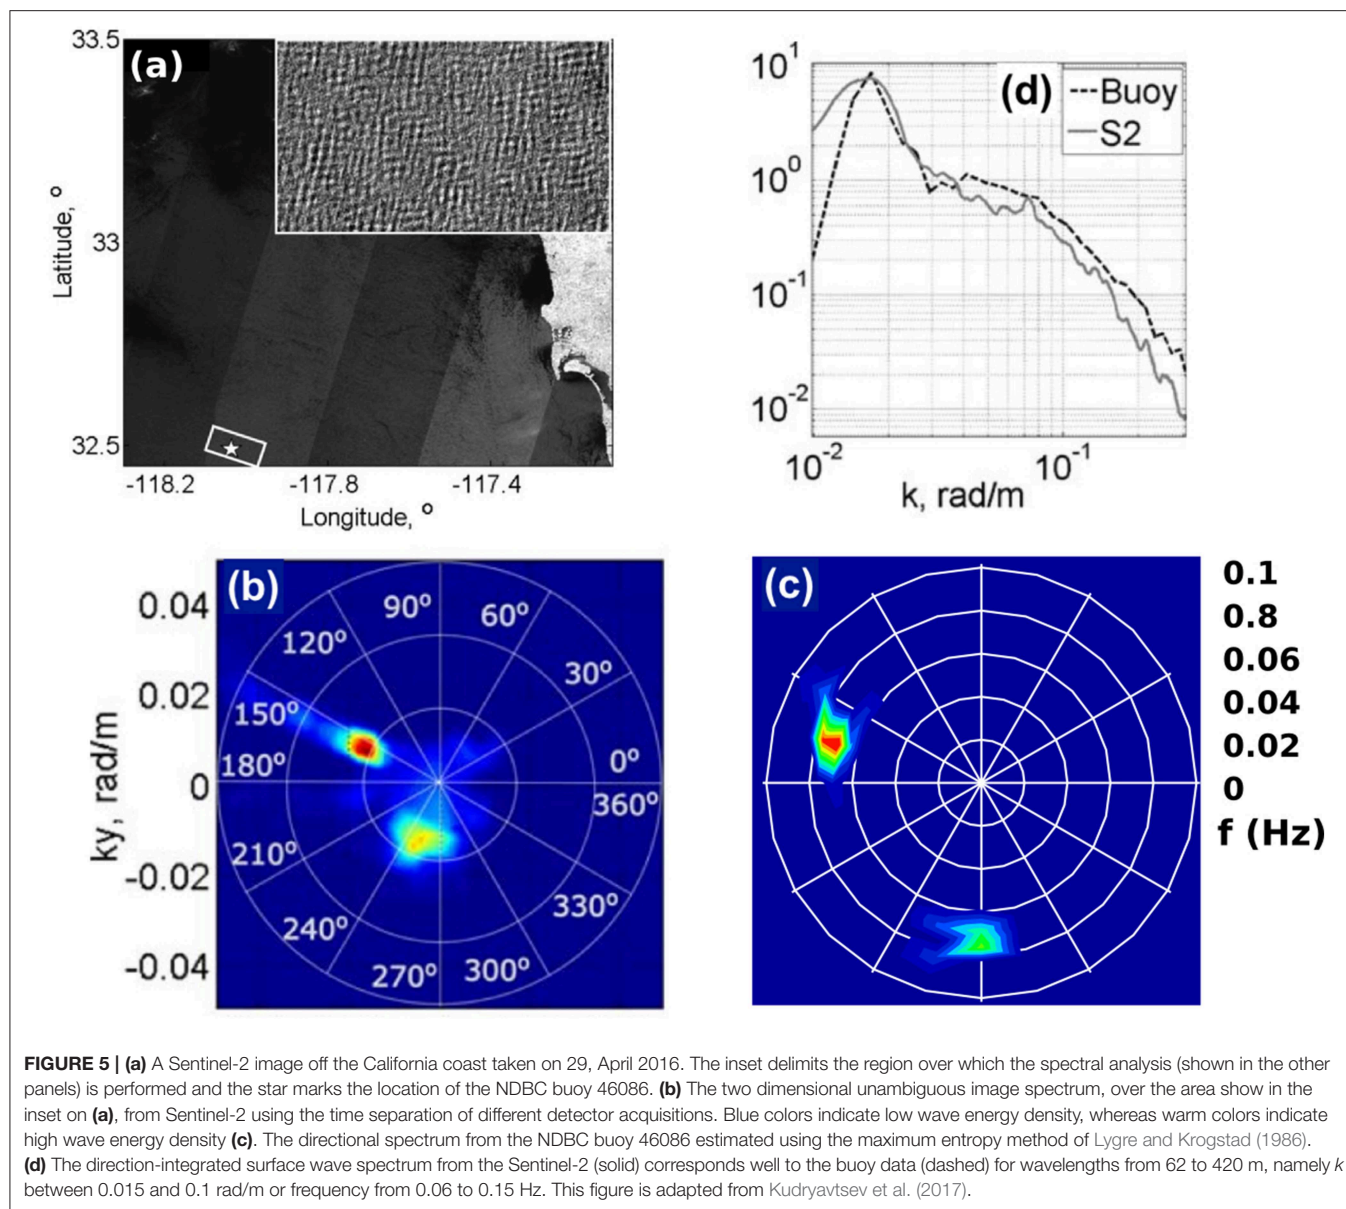 33.5
(a)
33
32.5
Latitude, °
-118.2
-117.8
-117.4
Longitude, °
10¹
10⁰
10⁻¹
10⁻²
(d)
Buoy
S2
10⁻²
10⁻¹
k, rad/m
(b)
0.04
0.02
0
-0.02
-0.04
ky, rad/m
90°
60°
120°
30°
150°
180°
0°
360°
210°
330°
240°
270°
300°
(c)
0.1
0.8
0.06
0.04
0.02
0
f (Hz)
FIGURE 5 | (a) A Sentinel-2 image off the California coast taken on 29, April 2016. The inset delimits the region over which the spectral analysis (shown in the other
panels) is performed and the star marks the location of the NDBC buoy 46086. (b) The two dimensional unambiguous image spectrum, over the area show in the
inset on (a), from Sentinel-2 using the time separation of different detector acquisitions. Blue colors indicate low wave energy density, whereas warm colors indicate
high wave energy density (c). The directional spectrum from the NDBC buoy 46086 estimated using the maximum entropy method of Lygre and Krogstad (1986).
(d) The direction-integrated surface wave spectrum from the Sentinel-2 (solid) corresponds well to the buoy data (dashed) for wavelengths from 62 to 420 m, namely k
between 0.015 and 0.1 rad/m or frequency from 0.06 to 0.15 Hz. This figure is adapted from Kudryavtsev et al. (2017).